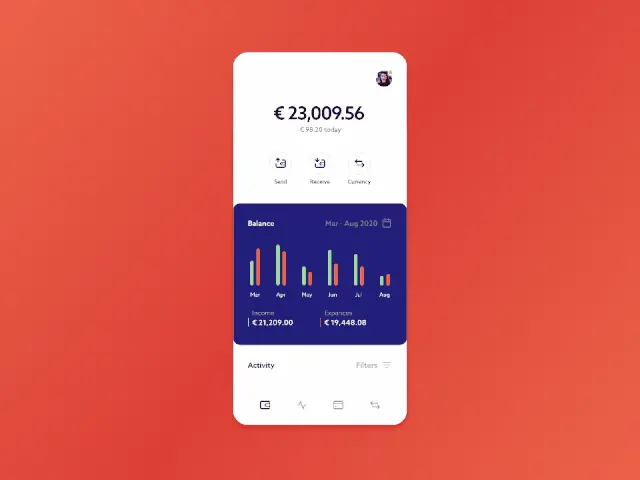 € 23,009.56
-€ 98.20 today
Send Receive Currency
Balance Mar - Aug 2020
Mar Apr May Jun Jul Aug
Income Expances
€ 21,209.00 € 19,448.08
Activity Filters